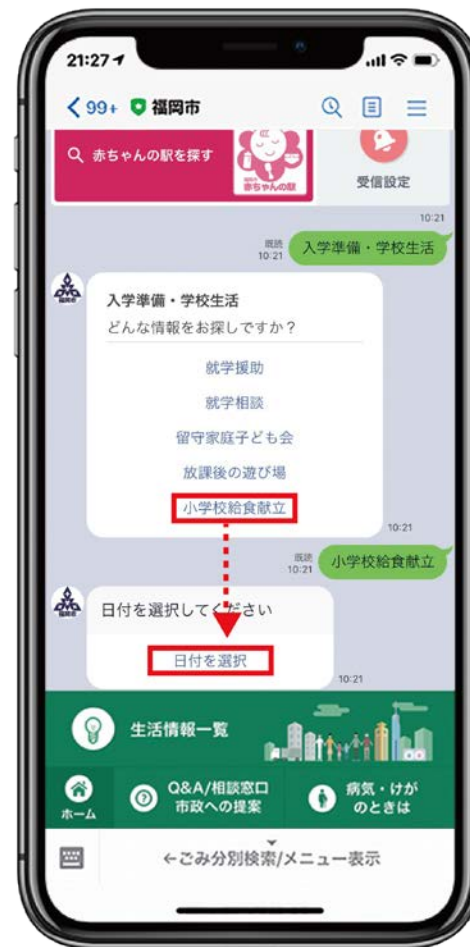 21:27
99+ 福岡市
赤ちゃんの駅を探す
赤ちゃんの駅
受信設定
10:21
既読
10:21
入学準備・学校生活
入学準備・学校生活
どんな情報をお探しですか？
就学援助
就学相談
留守家庭子ども会
放課後の遊び場
小学校給食献立
10:21
既読
10:21
小学校給食献立
日付を選択してください
日付を選択
10:21
生活情報一覧
ホーム
Q&A/相談窓口
市政への提案
病気・けが
のときは
←ごみ分別検索/メニュー表示